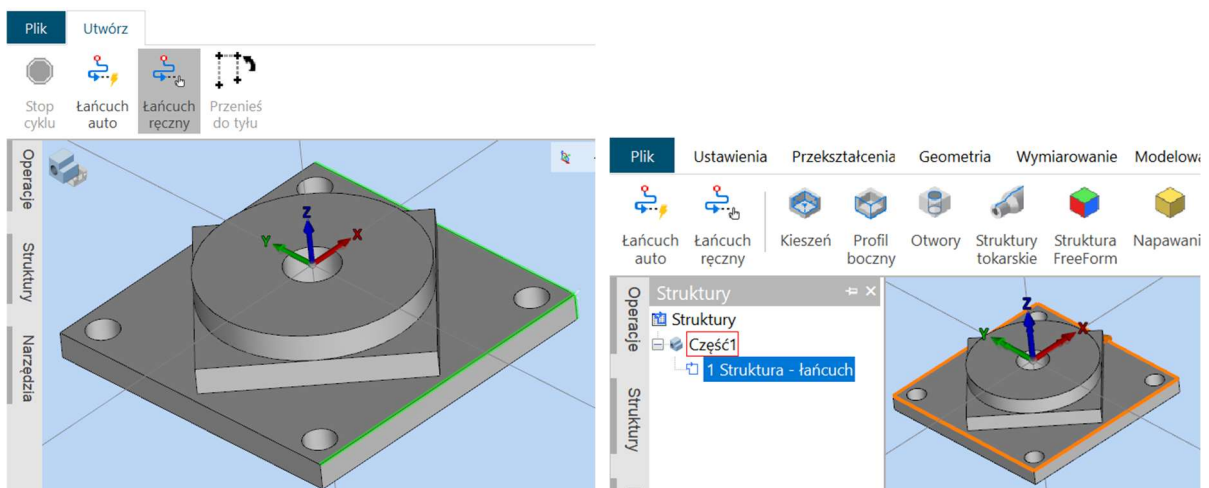 Plik Utwórz
Stop cyklu
Łańcuch auto
Łańcuch ręczny
Przenieś do tyłu
Operacje
Struktury
Narzędzia
Z
Y
X
Plik Ustawienia Przekształcenia Geometria Wymiarowanie
Łańcuch auto
Łańcuch ręczny
Kieszeń
Profil boczny
Otwory
Struktury tokarskie
Struktura FreeForm
Operacje
Struktury
Struktury
Struktury
Część1
1 Struktura - łańcuch
Z
Y
X